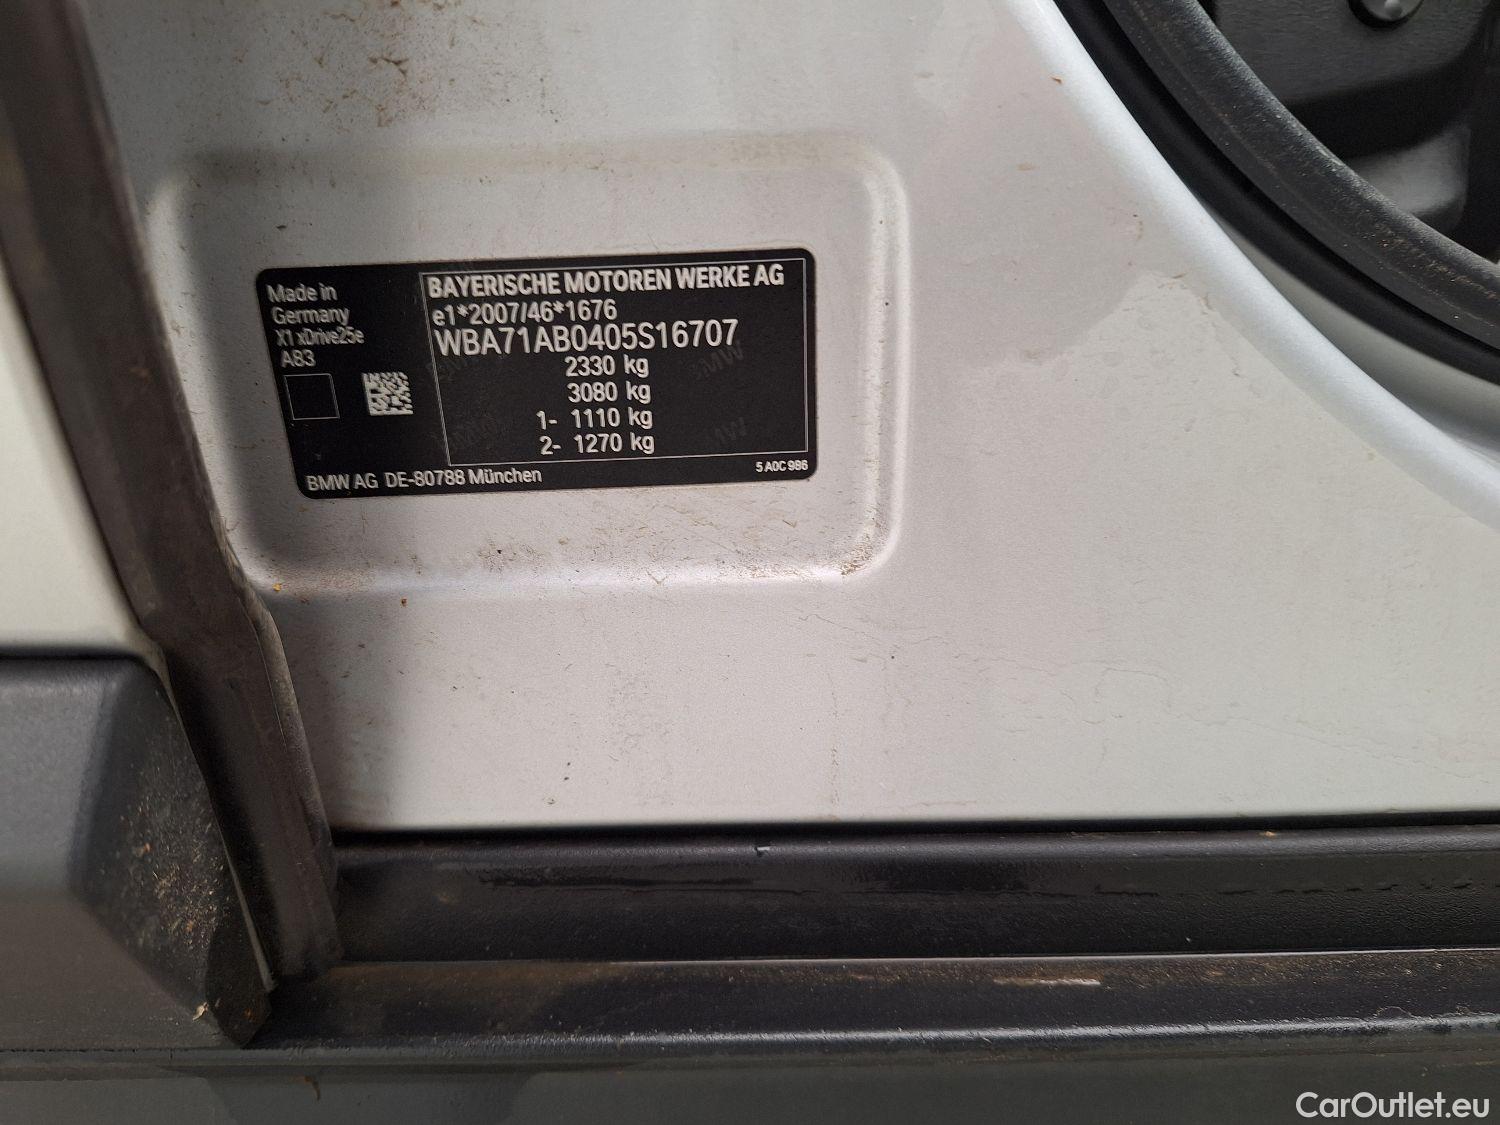 BAYERISCHE MOTOREN WERKE AG
e1*2007/46*1676
WBA71AB0405S16707
2330 kg
3080 kg
1- 1110 kg
2- 1270 kg
Made in
Germany
X1 xDrive25e
A83
BMW AG DE-80788 München
5 A0C 986
CarOutlet.eu